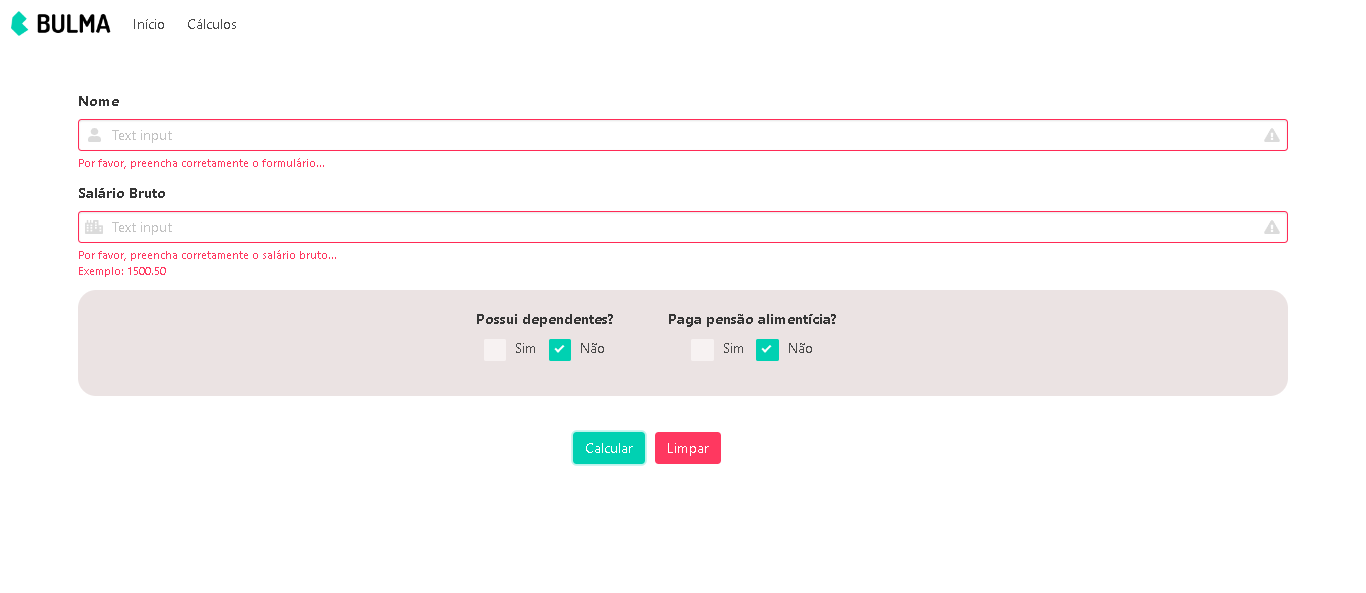 BULMA Início Cálculos
Nome
Text input
Por favor, preencha corretamente o formulário...
Salário Bruto
Text input
Por favor, preencha corretamente o salário bruto...
Exemplo: 1500.50
Possui dependentes? Paga pensão alimentícia?
Sim Não Sim Não
Calcular Limpar